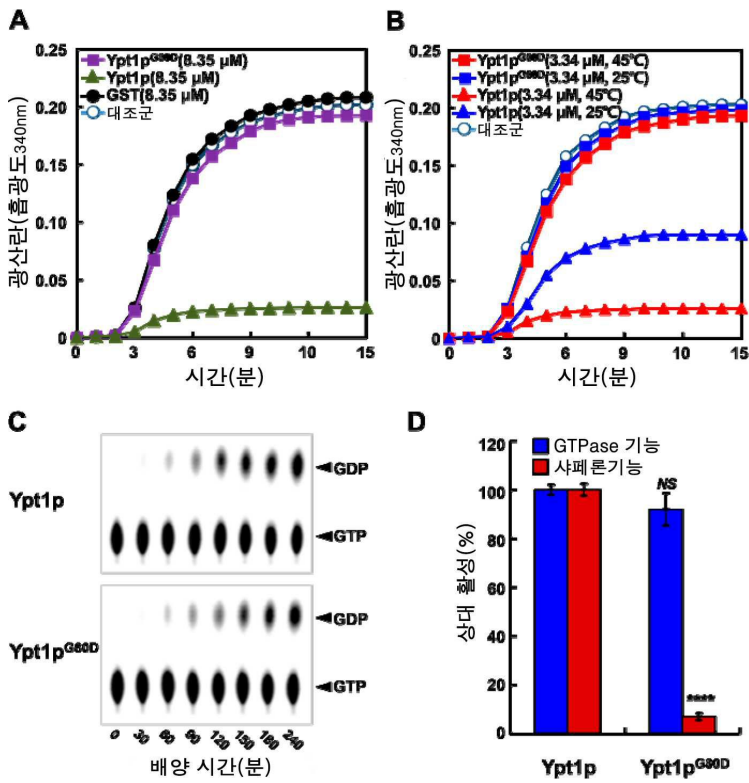 A
광산란(흡광도340nm)
0.25
0.20
0.15
0.10
0.05
0
Ypt1pG80D(8.35 μM)
Ypt1p(8.35 μM)
GST(8.35 μM)
대조군
0 3 6 9 10 15
시간(분)
B
광산란(흡광도340nm)
0.25
0.20
0.15
0.10
0.05
0
Ypt1pG80D(3.34 μM, 45℃)
Ypt1pG80D(3.34 μM, 25℃)
Ypt1p(3.34 μM, 45℃)
Ypt1p(3.34 μM, 25℃)
대조군
0 3 6 9 10 15
시간(분)
C
Ypt1p
GDP
GTP
Ypt1pG80D
GDP
GTP
0 30 60 90 120 150 180 240
배양 시간(분)
D
상대 활성(%)
120
100
80
60
40
20
0
GTPase 기능
샤페론기능
NS
****
Ypt1p Ypt1pG80D